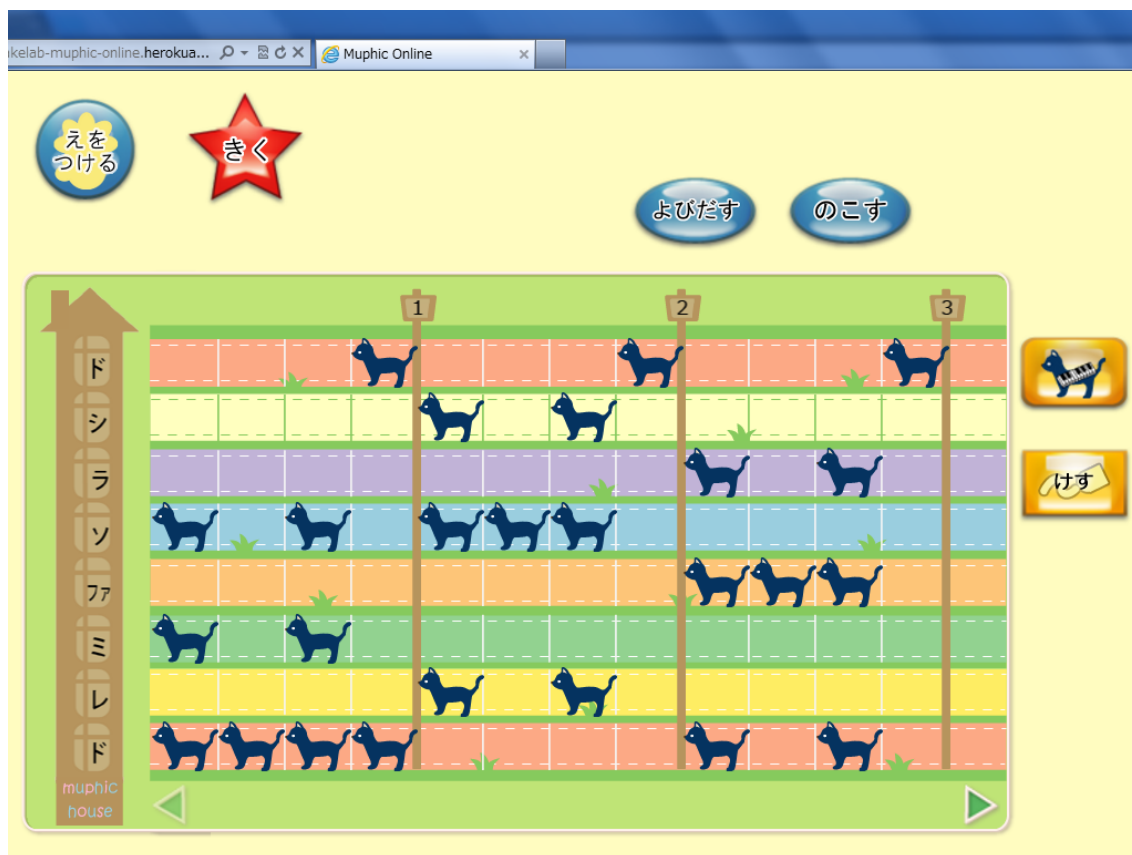 ikelab-muphic-online.herokua...
Muphic Online
えを
つける
きく
よびだす
のこす
1
2
3
ド
シ
ラ
ソ
ファ
ミ
レ
ド
muphic
house
けす